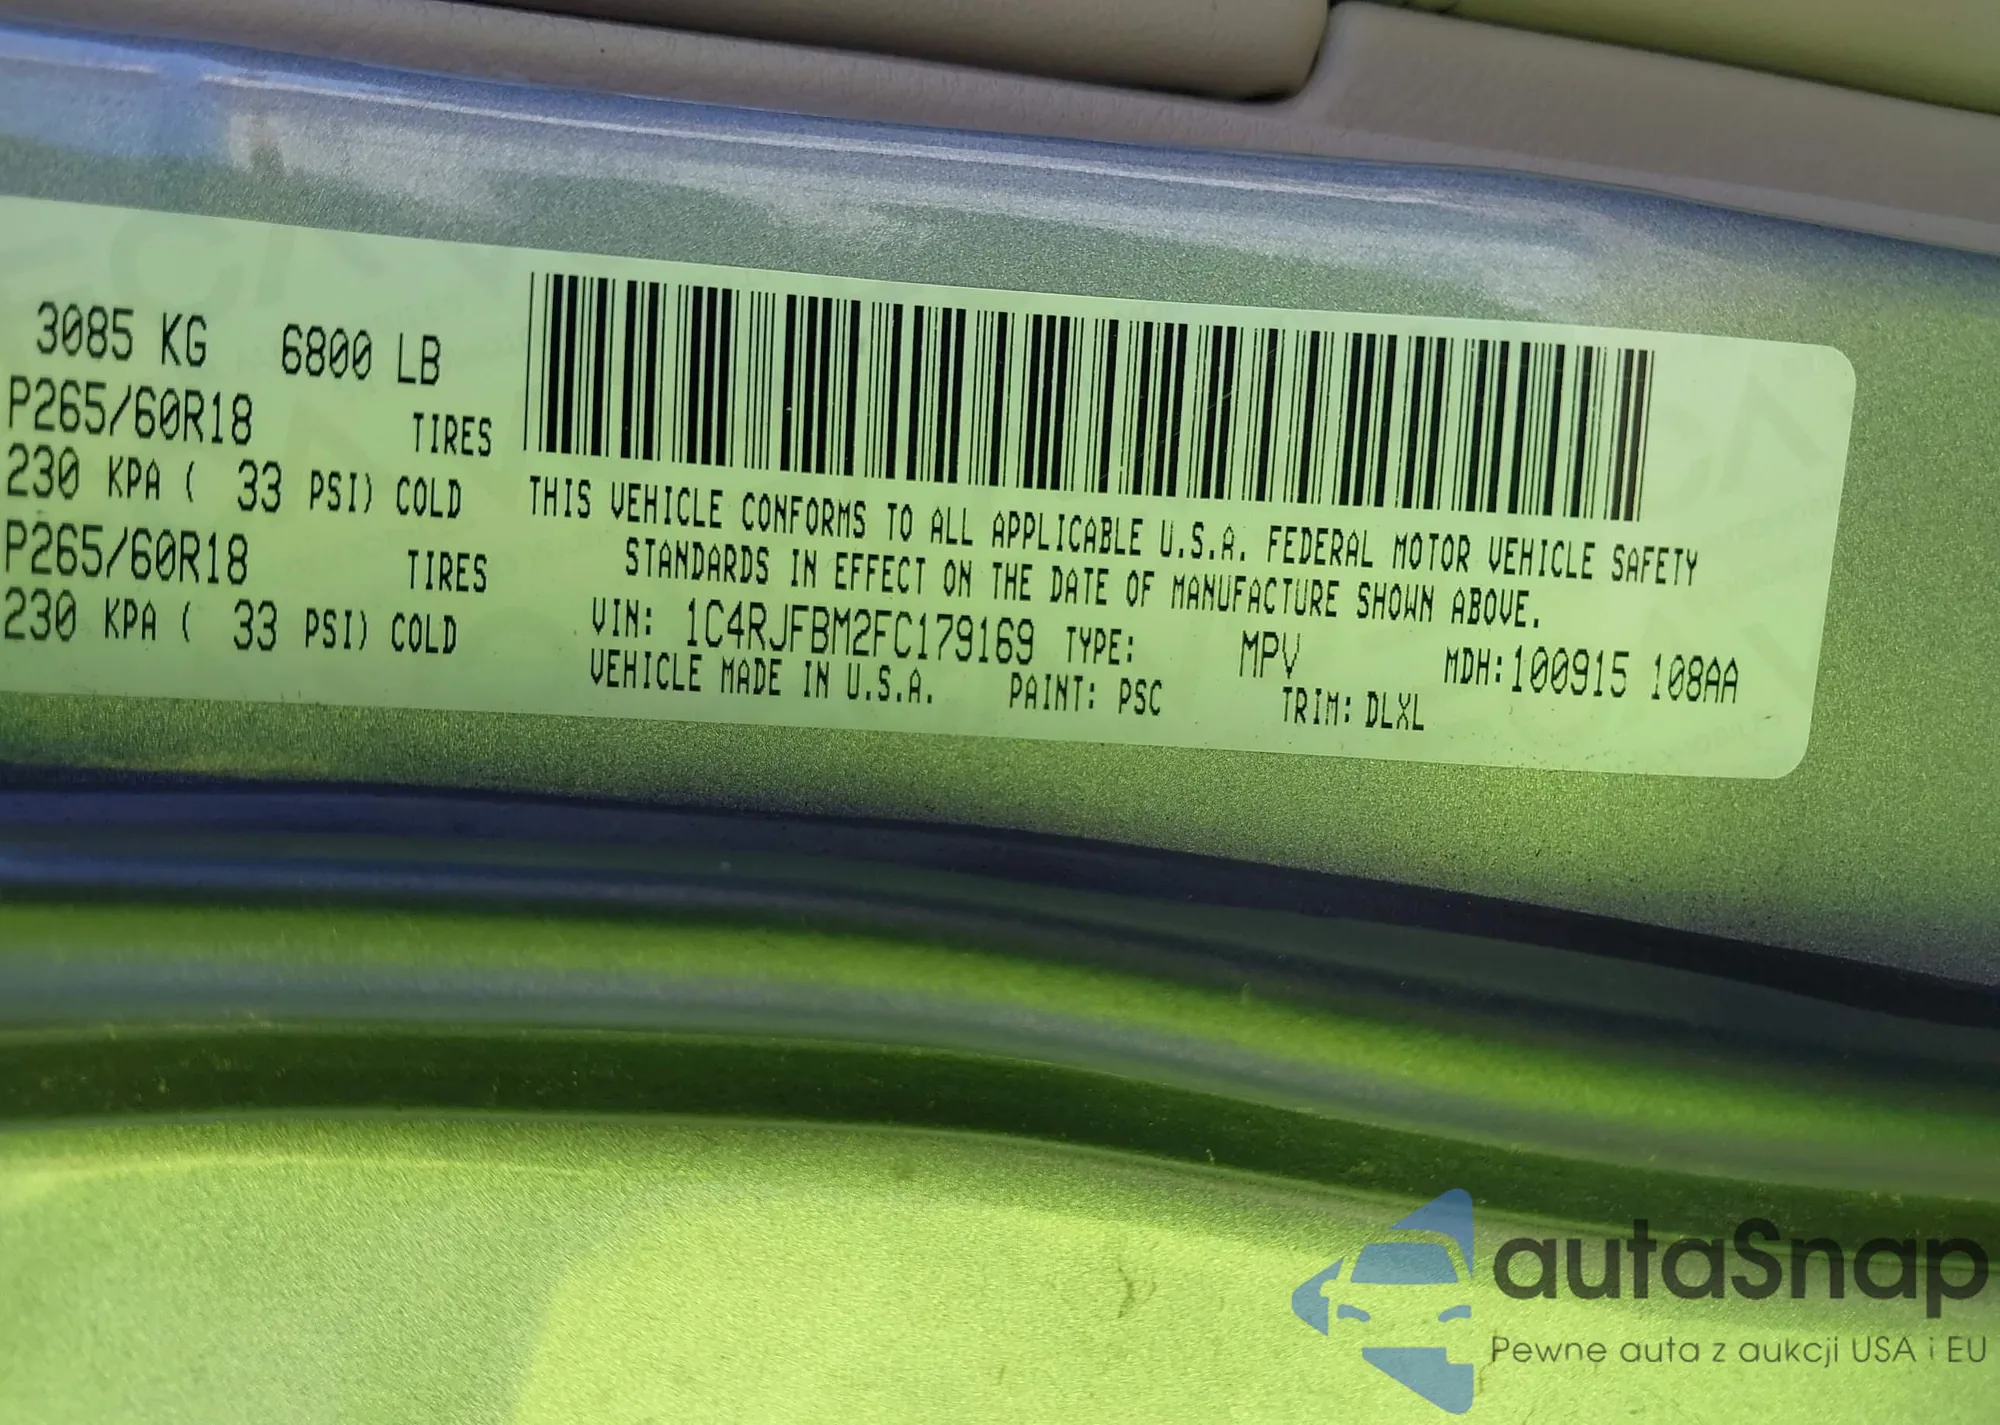 3085 KG 6800 LB
P265/60R18 TIRES
230 KPA ( 33 PSI) COLD
P265/60R18 TIRES
230 KPA ( 33 PSI) COLD
THIS VEHICLE CONFORMS TO ALL APPLICABLE U.S.A. FEDERAL MOTOR VEHICLE SAFETY
STANDARDS IN EFFECT ON THE DATE OF MANUFACTURE SHOWN ABOVE.
VIN: 1C4RJFBM2FC179169 TYPE: MPV MDH:100915 108AA
VEHICLE MADE IN U.S.A. PAINT: PSC TRIM: DLXL
autaSnap
Pewne auta z aukcji USA i EU